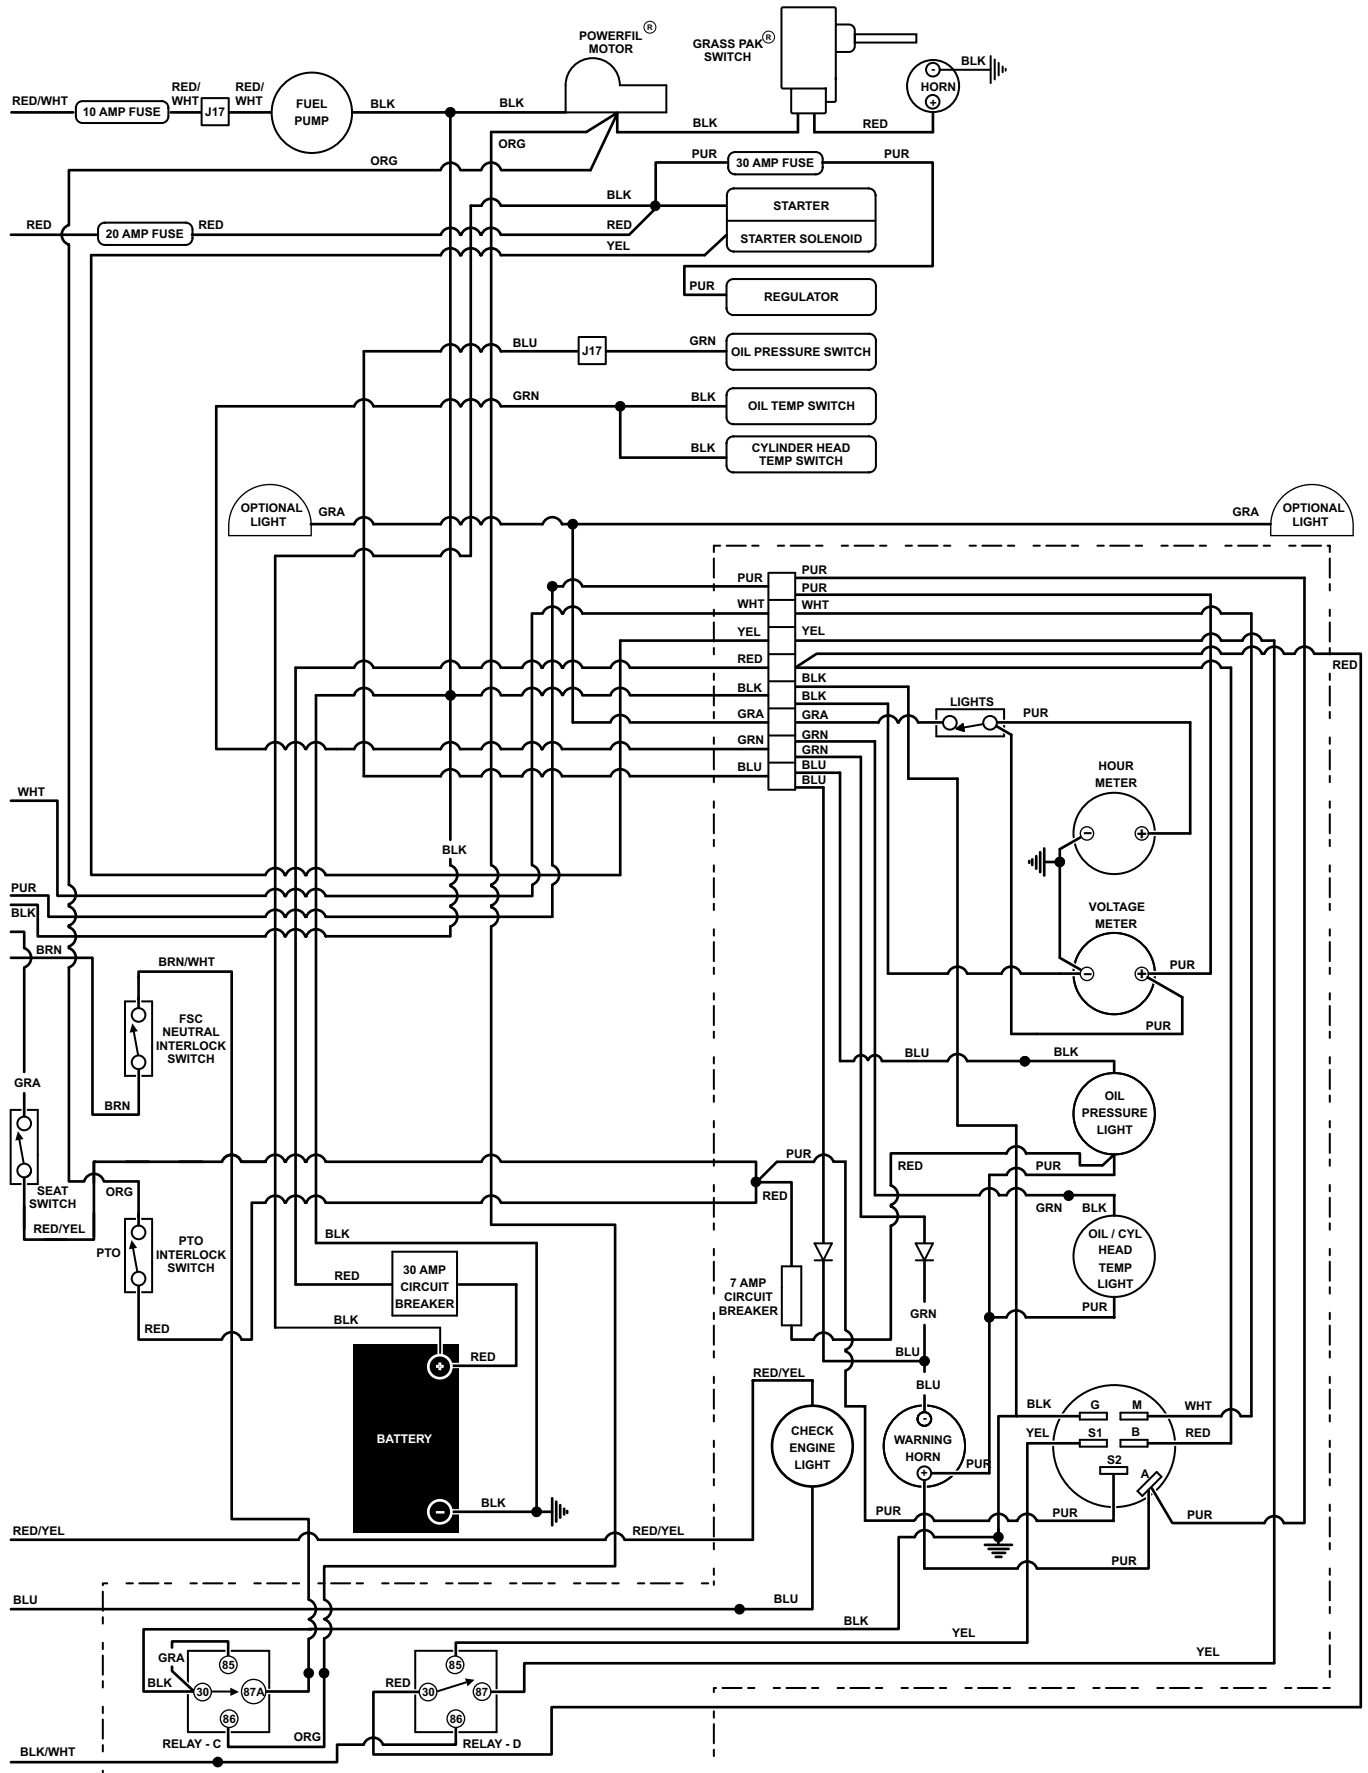 POWERFIL ®
MOTOR
GRASS PAK ®
SWITCH
- BLK
HORN
+
RED/WHT
10 AMP FUSE
RED/
WHT
J17
RED/
WHT
FUEL
PUMP
BLK
BLK
BLK
RED
ORG
ORG
PUR
30 AMP FUSE
PUR
BLK
STARTER
RED
20 AMP FUSE
RED
RED
STARTER SOLENOID
YEL
PUR
REGULATOR
BLU
J17
GRN
OIL PRESSURE SWITCH
GRN
BLK
OIL TEMP SWITCH
BLK
CYLINDER HEAD
TEMP SWITCH
OPTIONAL
LIGHT
GRA
GRA
OPTIONAL
LIGHT
PUR
PUR
PUR
WHT
WHT
YEL
YEL
RED
RED
BLK
BLK
BLK
GRA
GRA
LIGHTS
PUR
GRN
GRN
GRN
BLU
BLU
BLU
HOUR
METER
- +
WHT
BLK
PUR
BLK
BRN
VOLTAGE
METER
- +
PUR
PUR
BRN/WHT
FSC
NEUTRAL
INTERLOCK
SWITCH
BRN
GRA
SEAT
SWITCH
RED/YEL
ORG
PTO
PTO
INTERLOCK
SWITCH
RED
BLU
BLK
OIL
PRESSURE
LIGHT
PUR
RED
PUR
RED
GRN
BLK
OIL / CYL
HEAD
TEMP
LIGHT
PUR
BLK
RED
30 AMP
CIRCUIT
BREAKER
7 AMP
CIRCUIT
BREAKER
GRN
BLK
+
RED
BATTERY
-
BLK
BLU
BLU
RED/YEL
CHECK
ENGINE
LIGHT
-
WARNING
HORN
+
PUR
BLK
G
M
WHT
YEL
S1
B
RED
S2
A
PUR
PUR
PUR
PUR
RED/YEL
RED/YEL
BLU
BLU
BLK
YEL
YEL
GRA
85
BLK
30
87A
86
ORG
RELAY - C
RED
85
30
87
86
RELAY - D
BLK/WHT